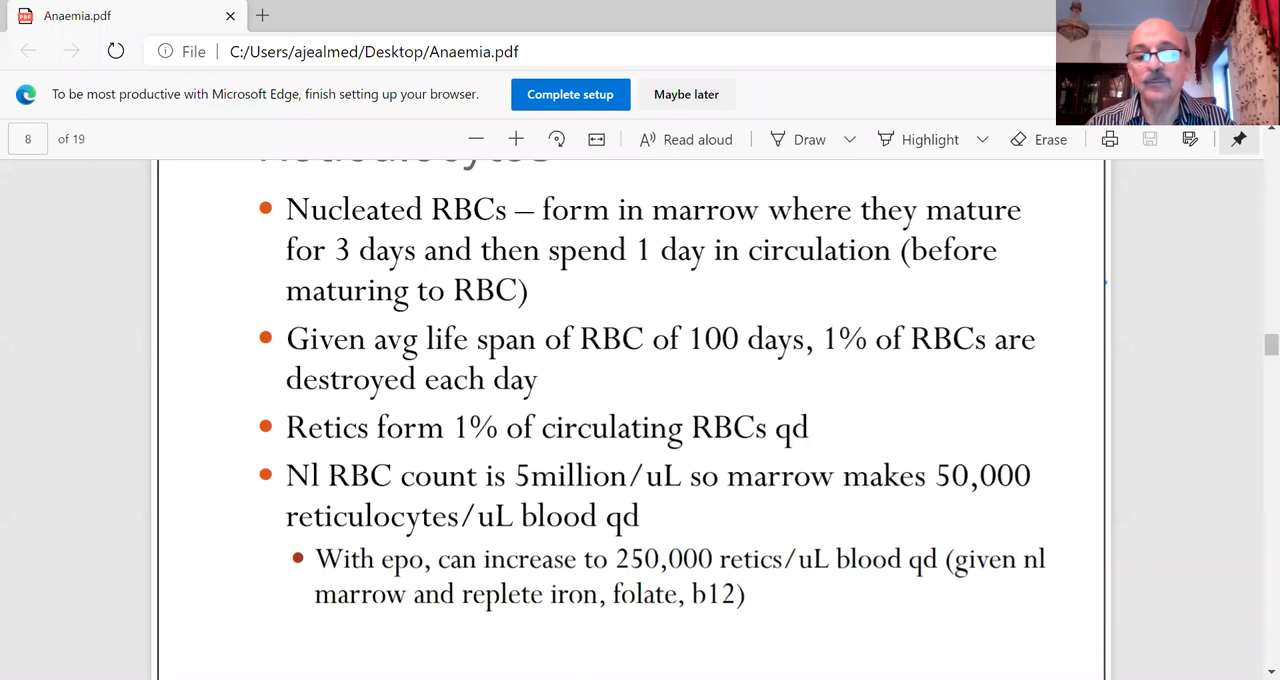 Anaemia.pdf
File | C:/Users/ajealmed/Desktop/Anaemia.pdf
To be most productive with Microsoft Edge, finish setting up your browser. Complete setup Maybe later
8 of 19 Read aloud Draw Highlight Erase
Nucleated RBCs – form in marrow where they mature
for 3 days and then spend 1 day in circulation (before
maturing to RBC)
Given avg life span of RBC of 100 days, 1% of RBCs are
destroyed each day
Retics form 1% of circulating RBCs qd
Nl RBC count is 5million/uL so marrow makes 50,000
reticulocytes/uL blood qd
With epo, can increase to 250,000 retics/uL blood qd (given nl
marrow and replete iron, folate, b12)